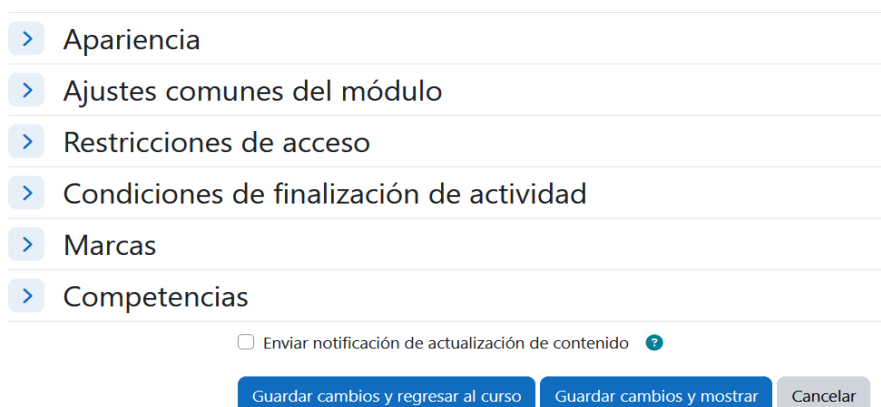 Apariencia
Ajustes comunes del módulo
Restricciones de acceso
Condiciones de finalización de actividad
Marcas
Competencias
Enviar notificación de actualización de contenido ?
Guardar cambios y regresar al curso Guardar cambios y mostrar Cancelar